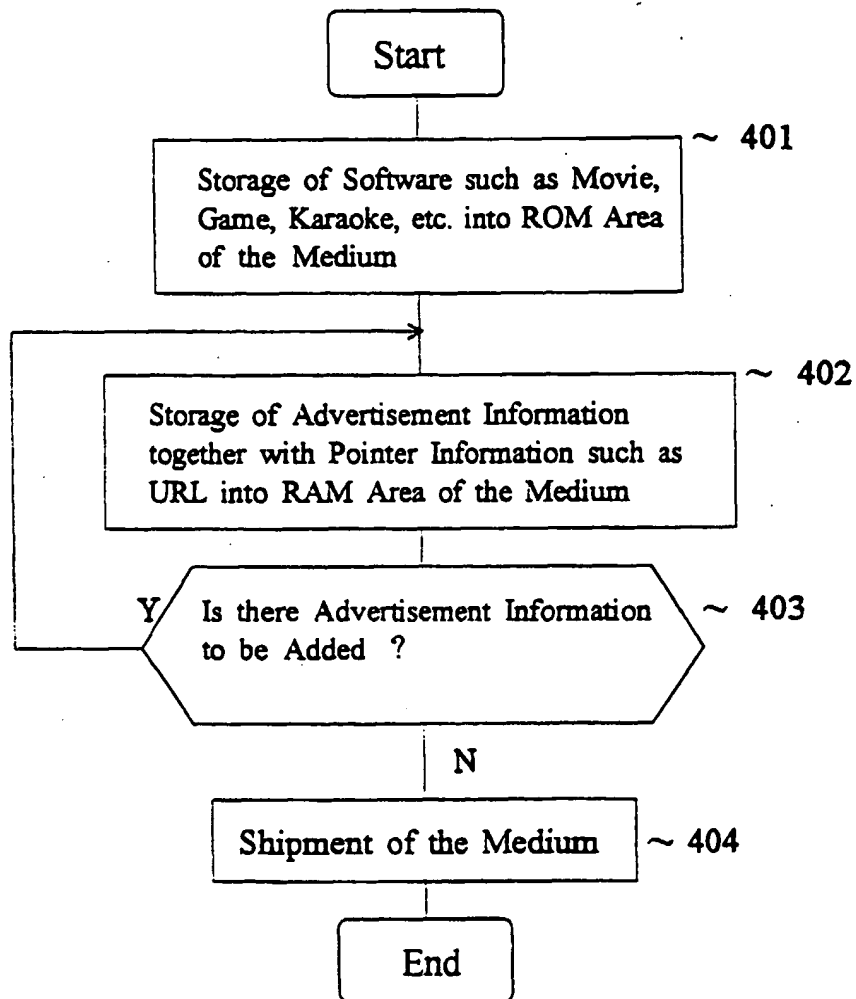 Start
~ 401
Storage of Software such as Movie,
Game, Karaoke, etc. into ROM Area
of the Medium
~ 402
Storage of Advertisement Information
together with Pointer Information such as
URL into RAM Area of the Medium
Y
Is there Advertisement Information
to be Added ?
~ 403
N
Shipment of the Medium
~ 404
End